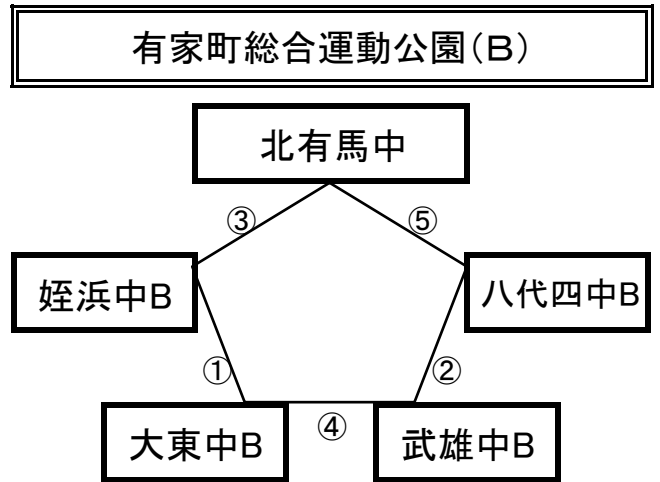 有家町総合運動公園(B)
北有馬中
③
⑤
姪浜中B
八代四中B
①
②
大東中B
④
武雄中B